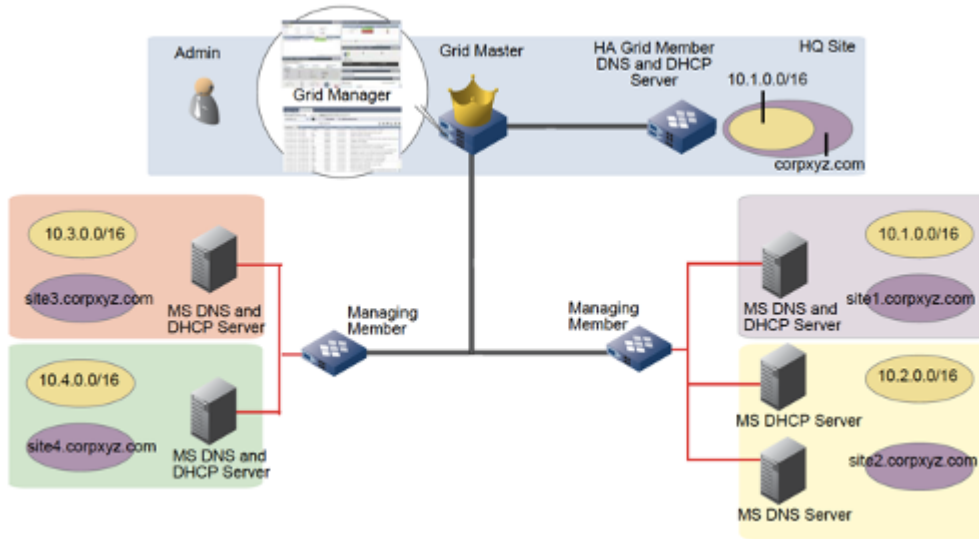 Admin
Grid Manager
Grid Master
HA Grid Member
DNS and DHCP
Server
HQ Site
10.1.0.0/16
corpxyz.com
10.3.0.0/16
site3.corpxyz.com
MS DNS and
DHCP Server
10.4.0.0/16
site4.corpxyz.com
MS DNS and
DHCP Server
Managing
Member
Managing
Member
10.1.0.0/16
site1.corpxyz.com
MS DNS and
DHCP Server
10.2.0.0/16
MS DHCP Server
site2.corpxyz.com
MS DNS Server